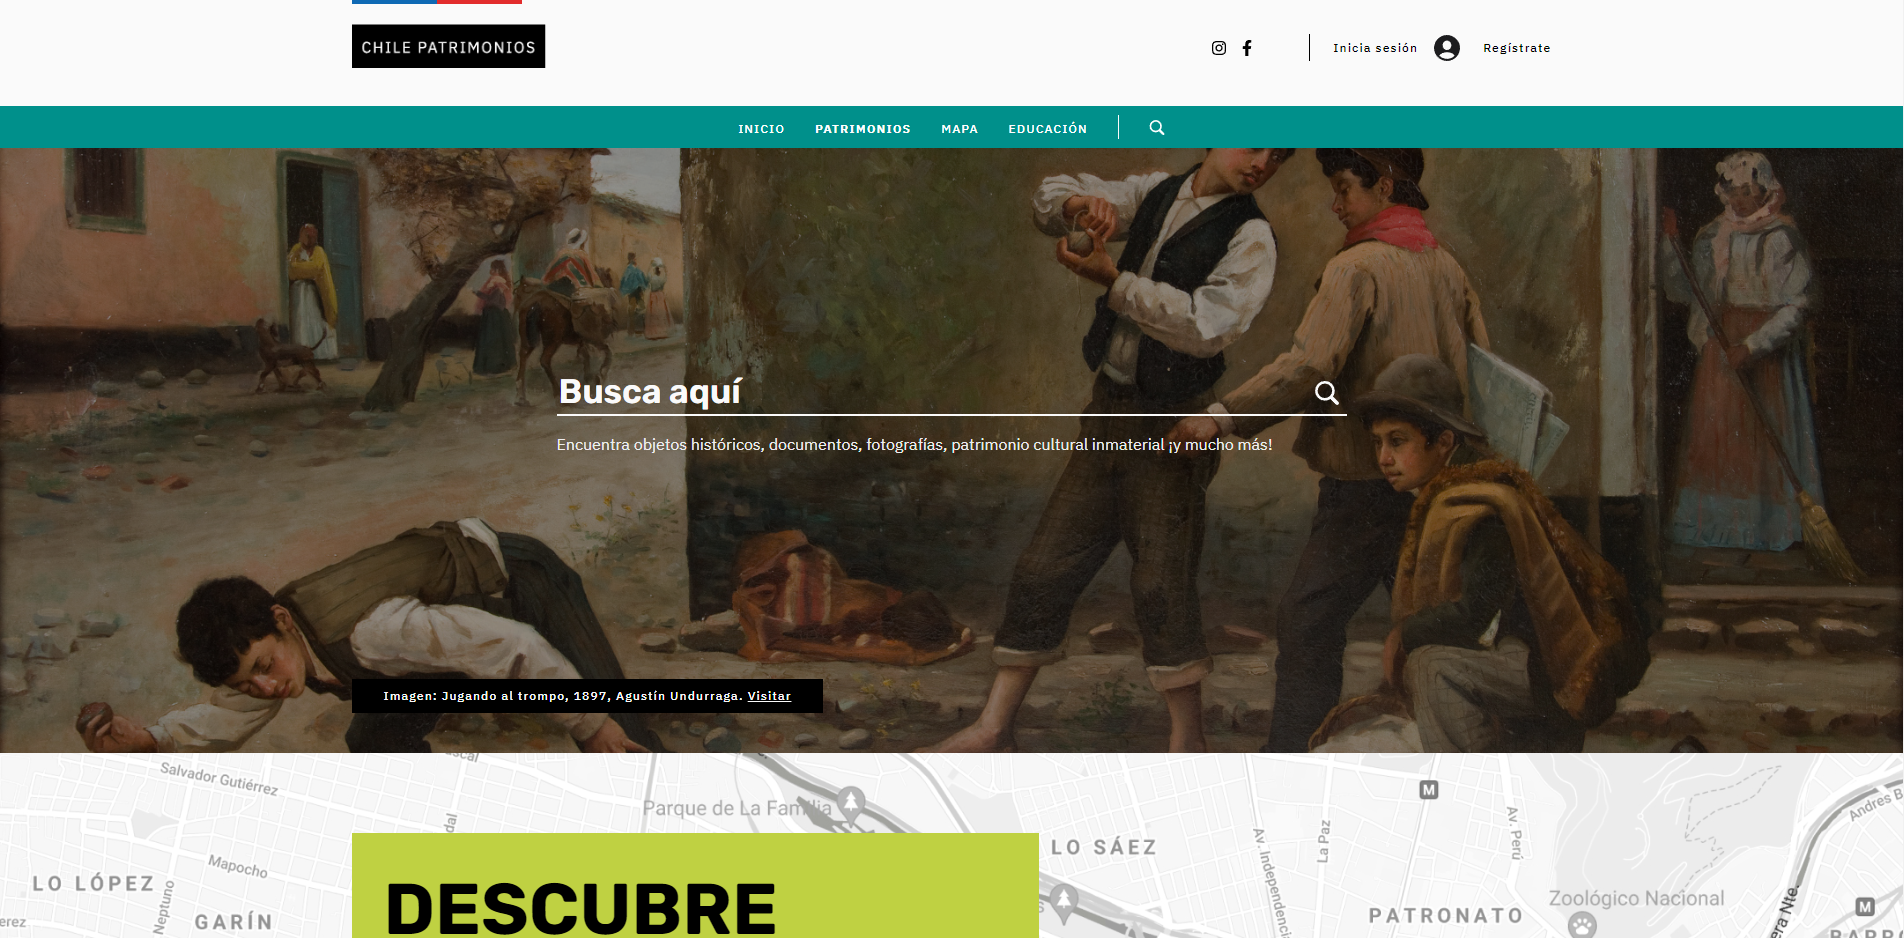 CHILE PATRIMONIOS
Inicia sesión
Regístrate
INICIO PATRIMONIOS MAPA EDUCACIÓN
Busca aquí
Encuentra objetos históricos, documentos, fotografías, patrimonio cultural inmaterial ¡y mucho más!
Imagen: Jugando al trompo, 1897, Agustín Undurraga. Visitar
Salvador Gutiérrez
Parque de La Familia
M
Av. Perú
La Paz
Av. Independencia
LO SÁEZ
Mapocho
LO LÓPEZ
Neptuno
GARÍN
DESCUBRE
Zoológico Nacional
PATRONATO
M